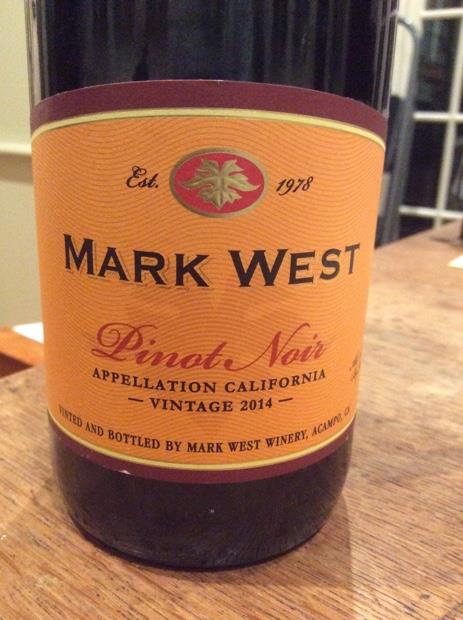 Est. 1978
MARK WEST
Pinot Noir
APPELLATION CALIFORNIA
— VINTAGE 2014 —
VINTED AND BOTTLED BY MARK WEST WINERY, ACAMPO, CA